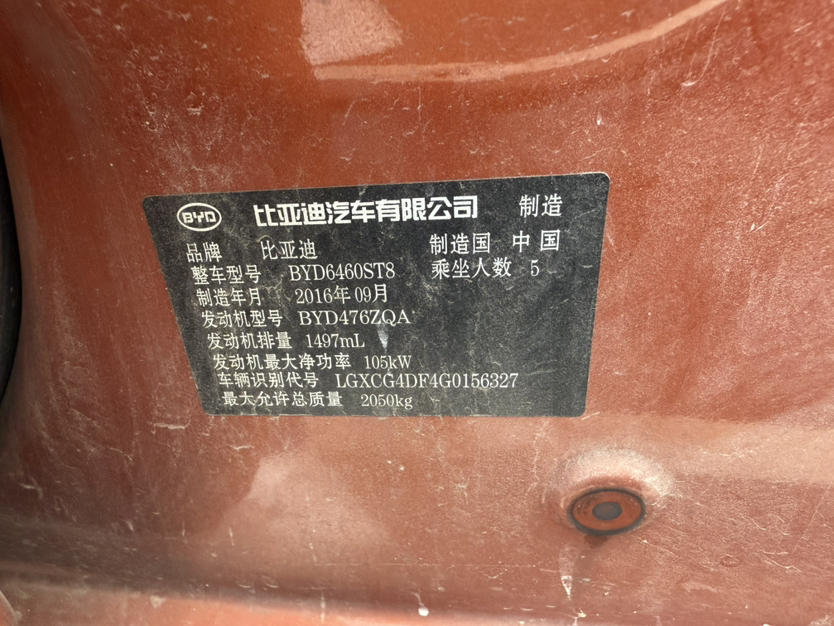 BYD 比亚迪汽车有限公司 制造
品牌 比亚迪 制造国 中国
整车型号 BYD6460ST8 乘坐人数 5
制造年月 2016年09月
发动机型号 BYD476ZQA
发动机排量 1497mL
发动机最大净功率 105kW
车辆识别代号 LGXCG4DF4G0156327
最大允许总质量 2050kg